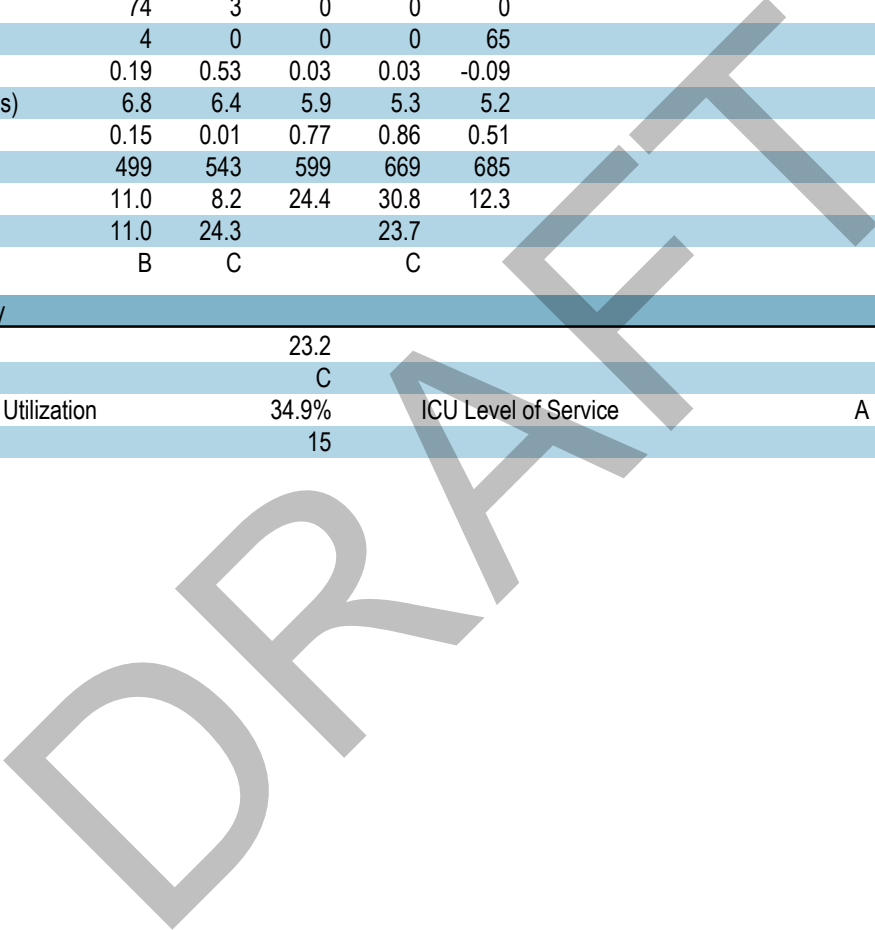 74 3 0 0 0
4 0 0 0 65
0.19 0.53 0.03 0.03 -0.09
s) 6.8 6.4 5.9 5.3 5.2
0.15 0.01 0.77 0.86 0.51
499 543 599 669 685
11.0 8.2 24.4 30.8 12.3
11.0 24.3 23.7
B C C
y
23.2
C
Utilization 34.9% ICU Level of Service A
15
DRAFT